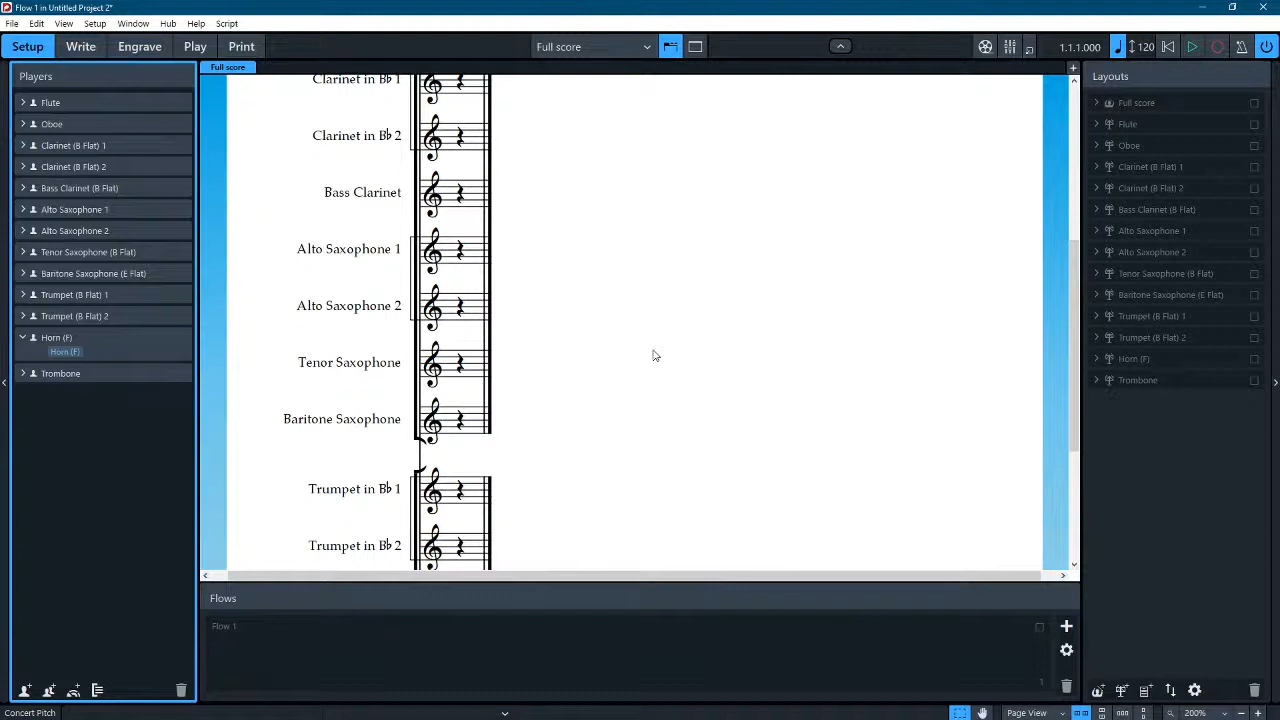 Flow 1 in Untitled Project 2*
File Edit View Setup Window Hub Help Script
Setup Write Engrave Play Print
Full score
1.1.1.000
120
Players
Flute
Oboe
Clarinet (B Flat) 1
Clarinet (B Flat) 2
Bass Clarinet (B Flat)
Alto Saxophone 1
Alto Saxophone 2
Tenor Saxophone (B Flat)
Baritone Saxophone (E Flat)
Trumpet (B Flat) 1
Trumpet (B Flat) 2
Horn (F)
Horn (F)
Trombone
Full score
Clarinet in B♭ 1
Clarinet in B♭ 2
Bass Clarinet
Alto Saxophone 1
Alto Saxophone 2
Tenor Saxophone
Baritone Saxophone
Trumpet in B♭ 1
Trumpet in B♭ 2
Flows
Flow 1
1
Layouts
Full score
Flute
Oboe
Clarinet (B Flat) 1
Clarinet (B Flat) 2
Bass Clarinet (B Flat)
Alto Saxophone 1
Alto Saxophone 2
Tenor Saxophone (B Flat)
Baritone Saxophone (E Flat)
Trumpet (B Flat) 1
Trumpet (B Flat) 2
Horn (F)
Trombone
Concert Pitch
Page View
200%